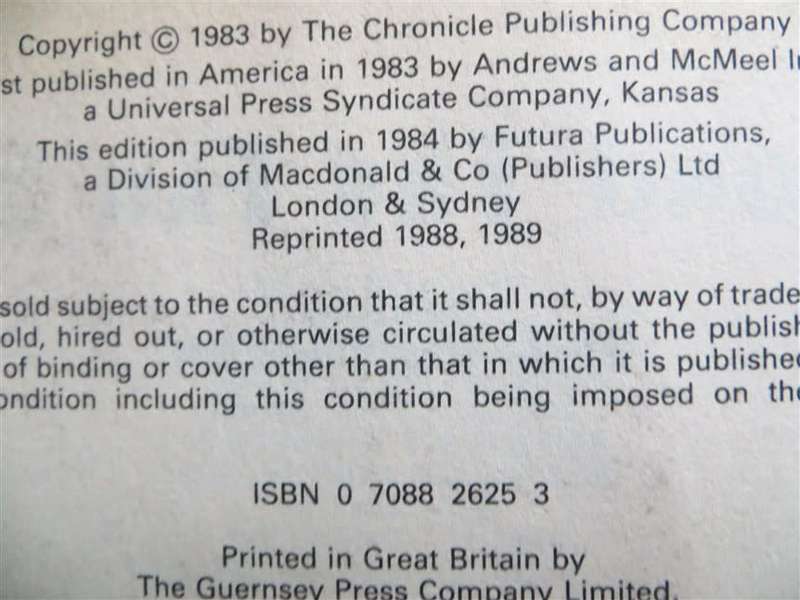 Copyright © 1983 by The Chronicle Publishing Company
st published in America in 1983 by Andrews and McMeel In
a Universal Press Syndicate Company, Kansas
This edition published in 1984 by Futura Publications,
a Division of Macdonald & Co (Publishers) Ltd
London & Sydney
Reprinted 1988, 1989
sold subject to the condition that it shall not, by way of trade
old, hired out, or otherwise circulated without the publish
of binding or cover other than that in which it is published
ondition including this condition being imposed on the
ISBN 0 7088 2625 3
Printed in Great Britain by
The Guernsey Press Company Limited.